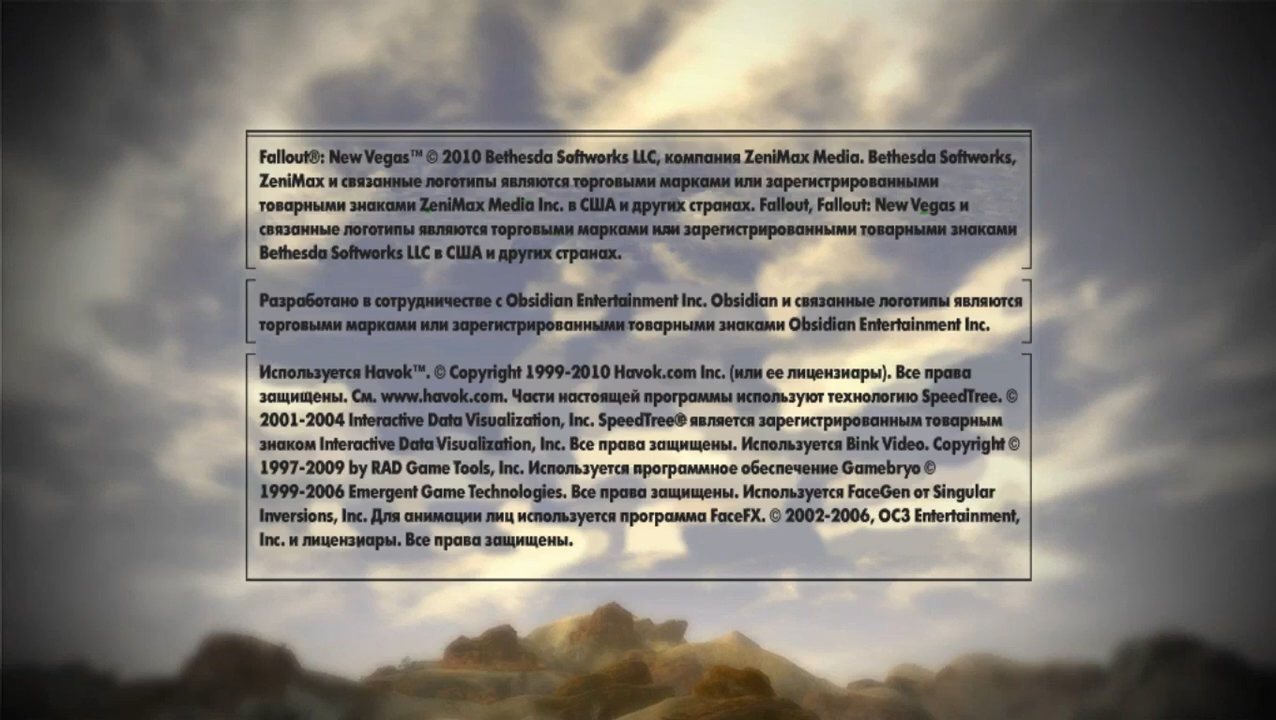 Fallout®: New Vegas™ © 2010 Bethesda Softworks LLC, компания ZeniMax Media. Bethesda Softworks,
ZeniMax и связанные логотипы являются торговыми марками или зарегистрированными
товарными знаками ZeniMax Media Inc. в США и других странах. Fallout, Fallout: New Vegas и
связанные логотипы являются торговыми марками или зарегистрированными товарными знаками
Bethesda Softworks LLC в США и других странах.
Разработано в сотрудничестве с Obsidian Entertainment Inc. Obsidian и связанные логотипы являются
торговыми марками или зарегистрированными товарными знаками Obsidian Entertainment Inc.
Используется Havok™. © Copyright 1999-2010 Havok.com Inc. (или ее лицензиары). Все права
защищены. См. www.havok.com. Части настоящей программы используют технологию SpeedTree. ©
2001-2004 Interactive Data Visualization, Inc. SpeedTree® является зарегистрированным товарным
знаком Interactive Data Visualization, Inc. Все права защищены. Используется Bink Video. Copyright ©
1997-2009 by RAD Game Tools, Inc. Используется программное обеспечение Gamebryo ©
1999-2006 Emergent Game Technologies. Все права защищены. Используется FaceGen от Singular
Inversions, Inc. Для анимации лиц используется программа FaceFX. © 2002-2006, OC3 Entertainment,
Inc. и лицензиары. Все права защищены.